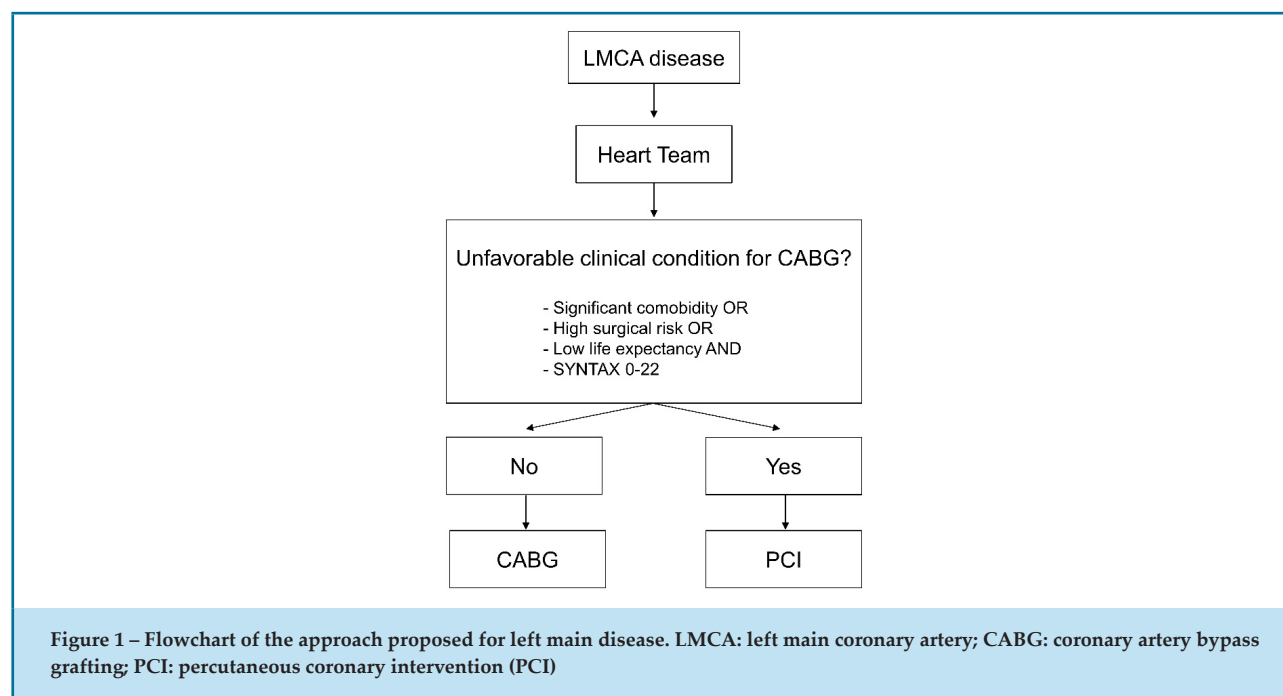 LMCA disease
Heart Team
Unfavorable clinical condition for CABG?
- Significant comobidity OR
- High surgical risk OR
- Low life expectancy AND
- SYNTAX 0-22
No
Yes
CABG
PCI
Figure 1 – Flowchart of the approach proposed for left main disease. LMCA: left main coronary artery; CABG: coronary artery bypass
grafting; PCI: percutaneous coronary intervention (PCI)